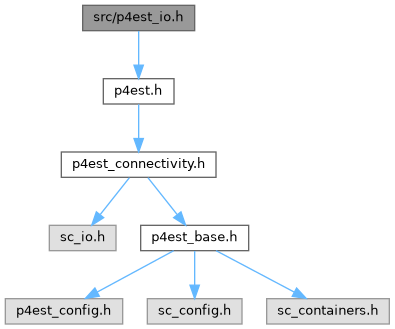 src/p4est_io.h
p4est.h
p4est_connectivity.h
sc_io.h
p4est_base.h
p4est_config.h
sc_config.h
sc_containers.h